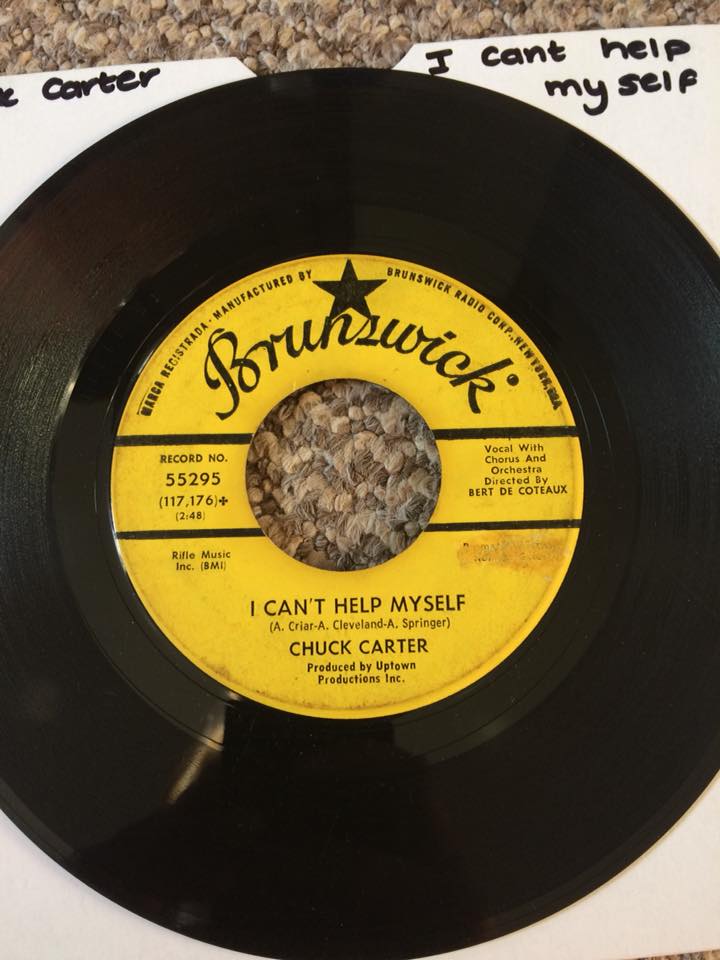 Carter
I cant help
my self
MARCA REGISTRADA · MANUFACTURED BY
BRUNSWICK RADIO CORP., NEW YORK, USA
Brunswick
RECORD NO.
55295
(117,176)+
(2:48)
Vocal With
Chorus And
Orchestra
Directed By
BERT DE COTEAUX
Rifle Music
Inc. (BMI)
I CAN'T HELP MYSELF
(A. Criar-A. Cleveland-A. Springer)
CHUCK CARTER
Produced by Uptown
Productions Inc.